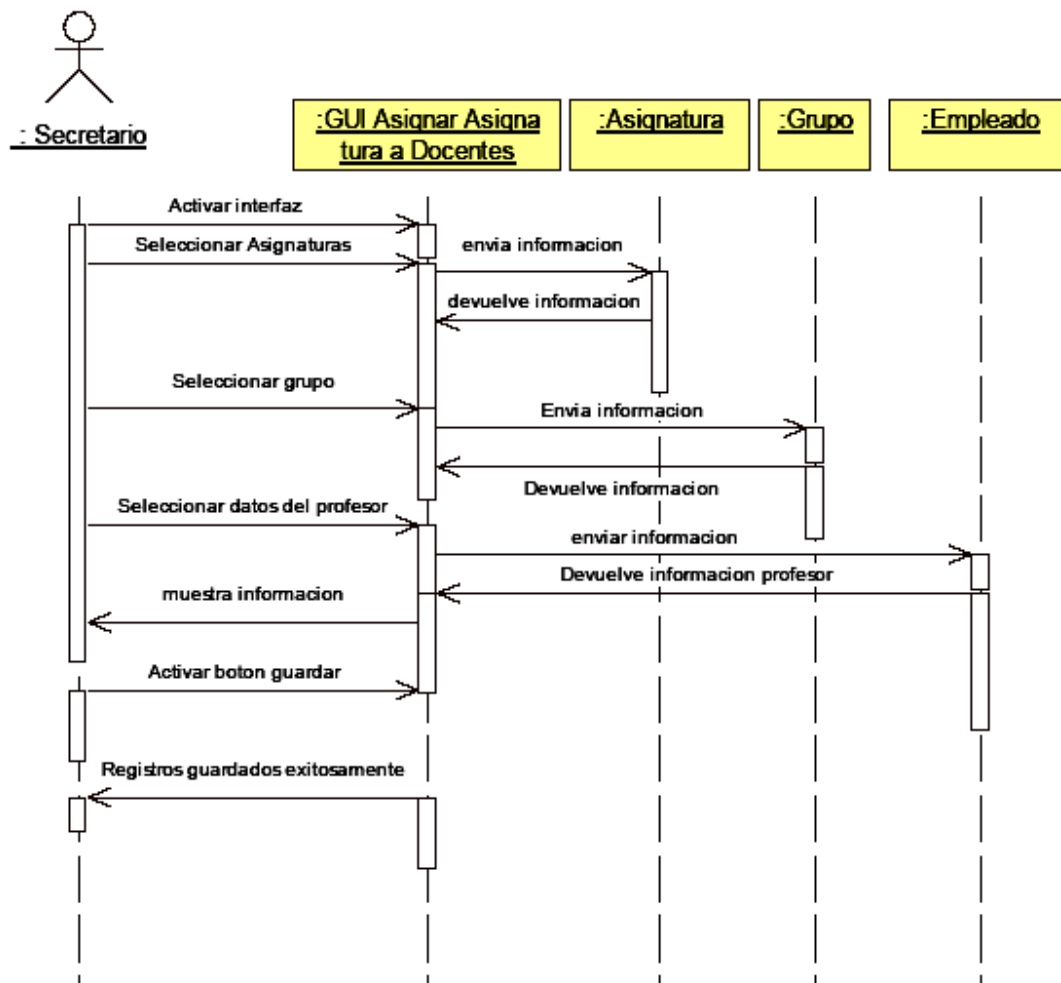 : Secretario
:GUI Asignar Asigna
tura a Docentes
:Asignatura
:Grupo
:Empleado
Activar interfaz
Seleccionar Asignaturas
envia informacion
devuelve informacion
Seleccionar grupo
Envia informacion
Devuelve informacion
Seleccionar datos del profesor
enviar informacion
Devuelve informacion profesor
muestra informacion
Activar boton guardar
Registros guardados exitosamente